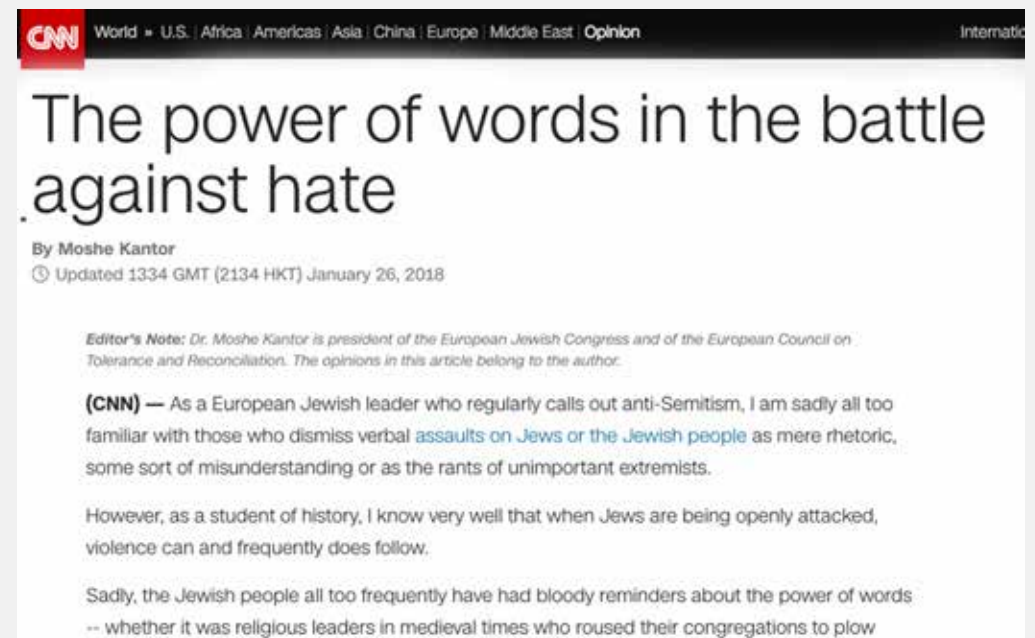 CNN World » U.S. Africa Americas Asia China Europe Middle East Opinion
The power of words in the battle
against hate
By Moshe Kantor
Updated 1334 GMT (2134 HKT) January 26, 2018
Editor's Note: Dr. Moshe Kantor is president of the European Jewish Congress and of the European Council on
Tolerance and Reconciliation. The opinions in this article belong to the author.
(CNN) — As a European Jewish leader who regularly calls out anti-Semitism, I am sadly all too
familiar with those who dismiss verbal assaults on Jews or the Jewish people as mere rhetoric,
some sort of misunderstanding or as the rants of unimportant extremists.
However, as a student of history, I know very well that when Jews are being openly attacked,
violence can and frequently does follow.
Sadly, the Jewish people all too frequently have had bloody reminders about the power of words
-- whether it was religious leaders in medieval times who roused their congregations to plow